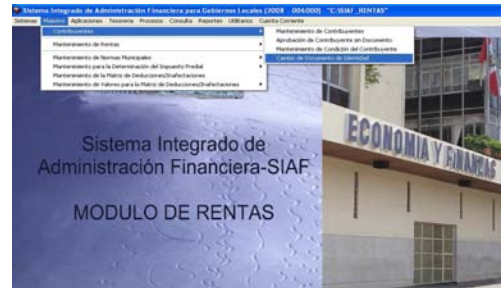 Sistema Integrado de Administración Financiera para Gobiernos Locales (2008 - 006000) - "C:\SIAF_RENTAS"
Sistemas Maestro Aplicaciones Tesorería Procesos Consulta Reportes Utilitarios Cuenta Corriente
Contribuyentes
Mantenimiento de Rentas
Mantenimiento de Normas Municipales
Mantenimiento para la Determinación del Impuesto Predial
Mantenimiento de la Matriz de Deducciones/Inafectaciones
Mantenimiento de Valores para la Matriz de Deducciones/Inafectaciones
Mantenimiento de Contribuyentes
Aprobación de Contribuyente sin Documento
Mantenimiento de Condición del Contribuyente
Cambio de Documento de Identidad
Sistema Integrado de
Administración Financiera-SIAF
MODULO DE RENTAS
ECONOMIA Y FINANZAS